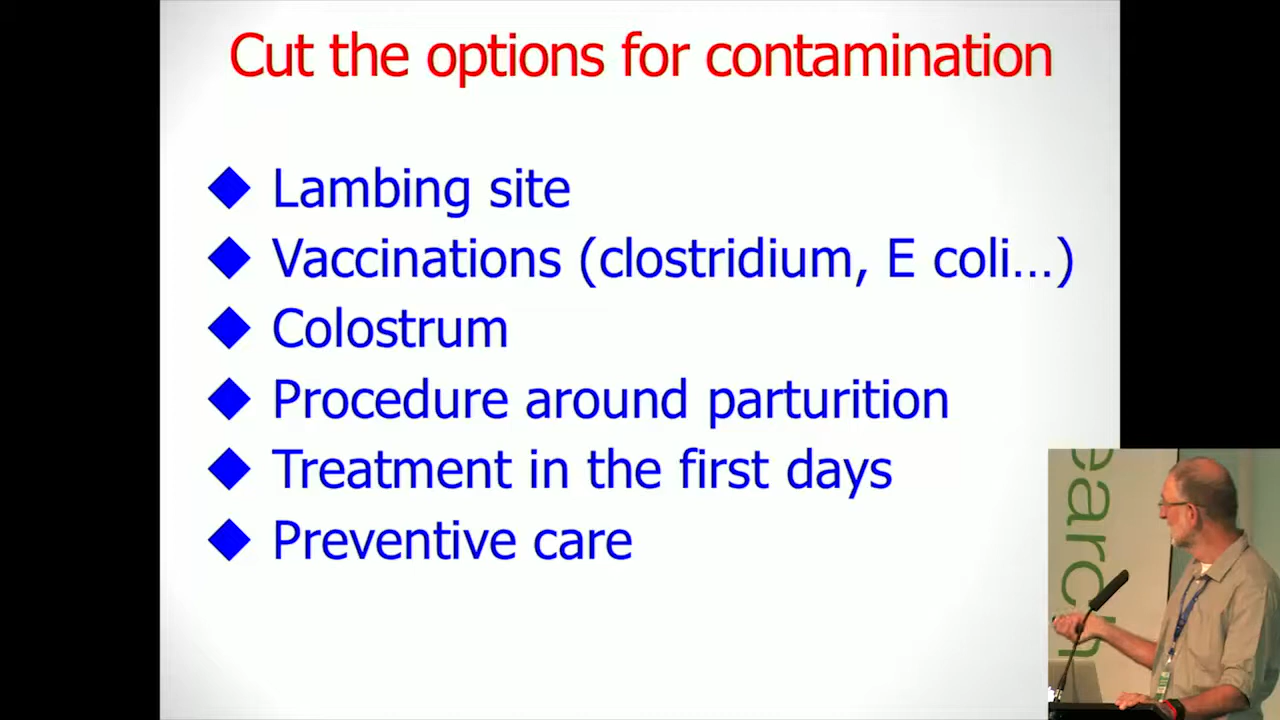 Cut the options for contamination
Lambing site
Vaccinations (clostridium, E coli...)
Colostrum
Procedure around parturition
Treatment in the first days
Preventive care
earch